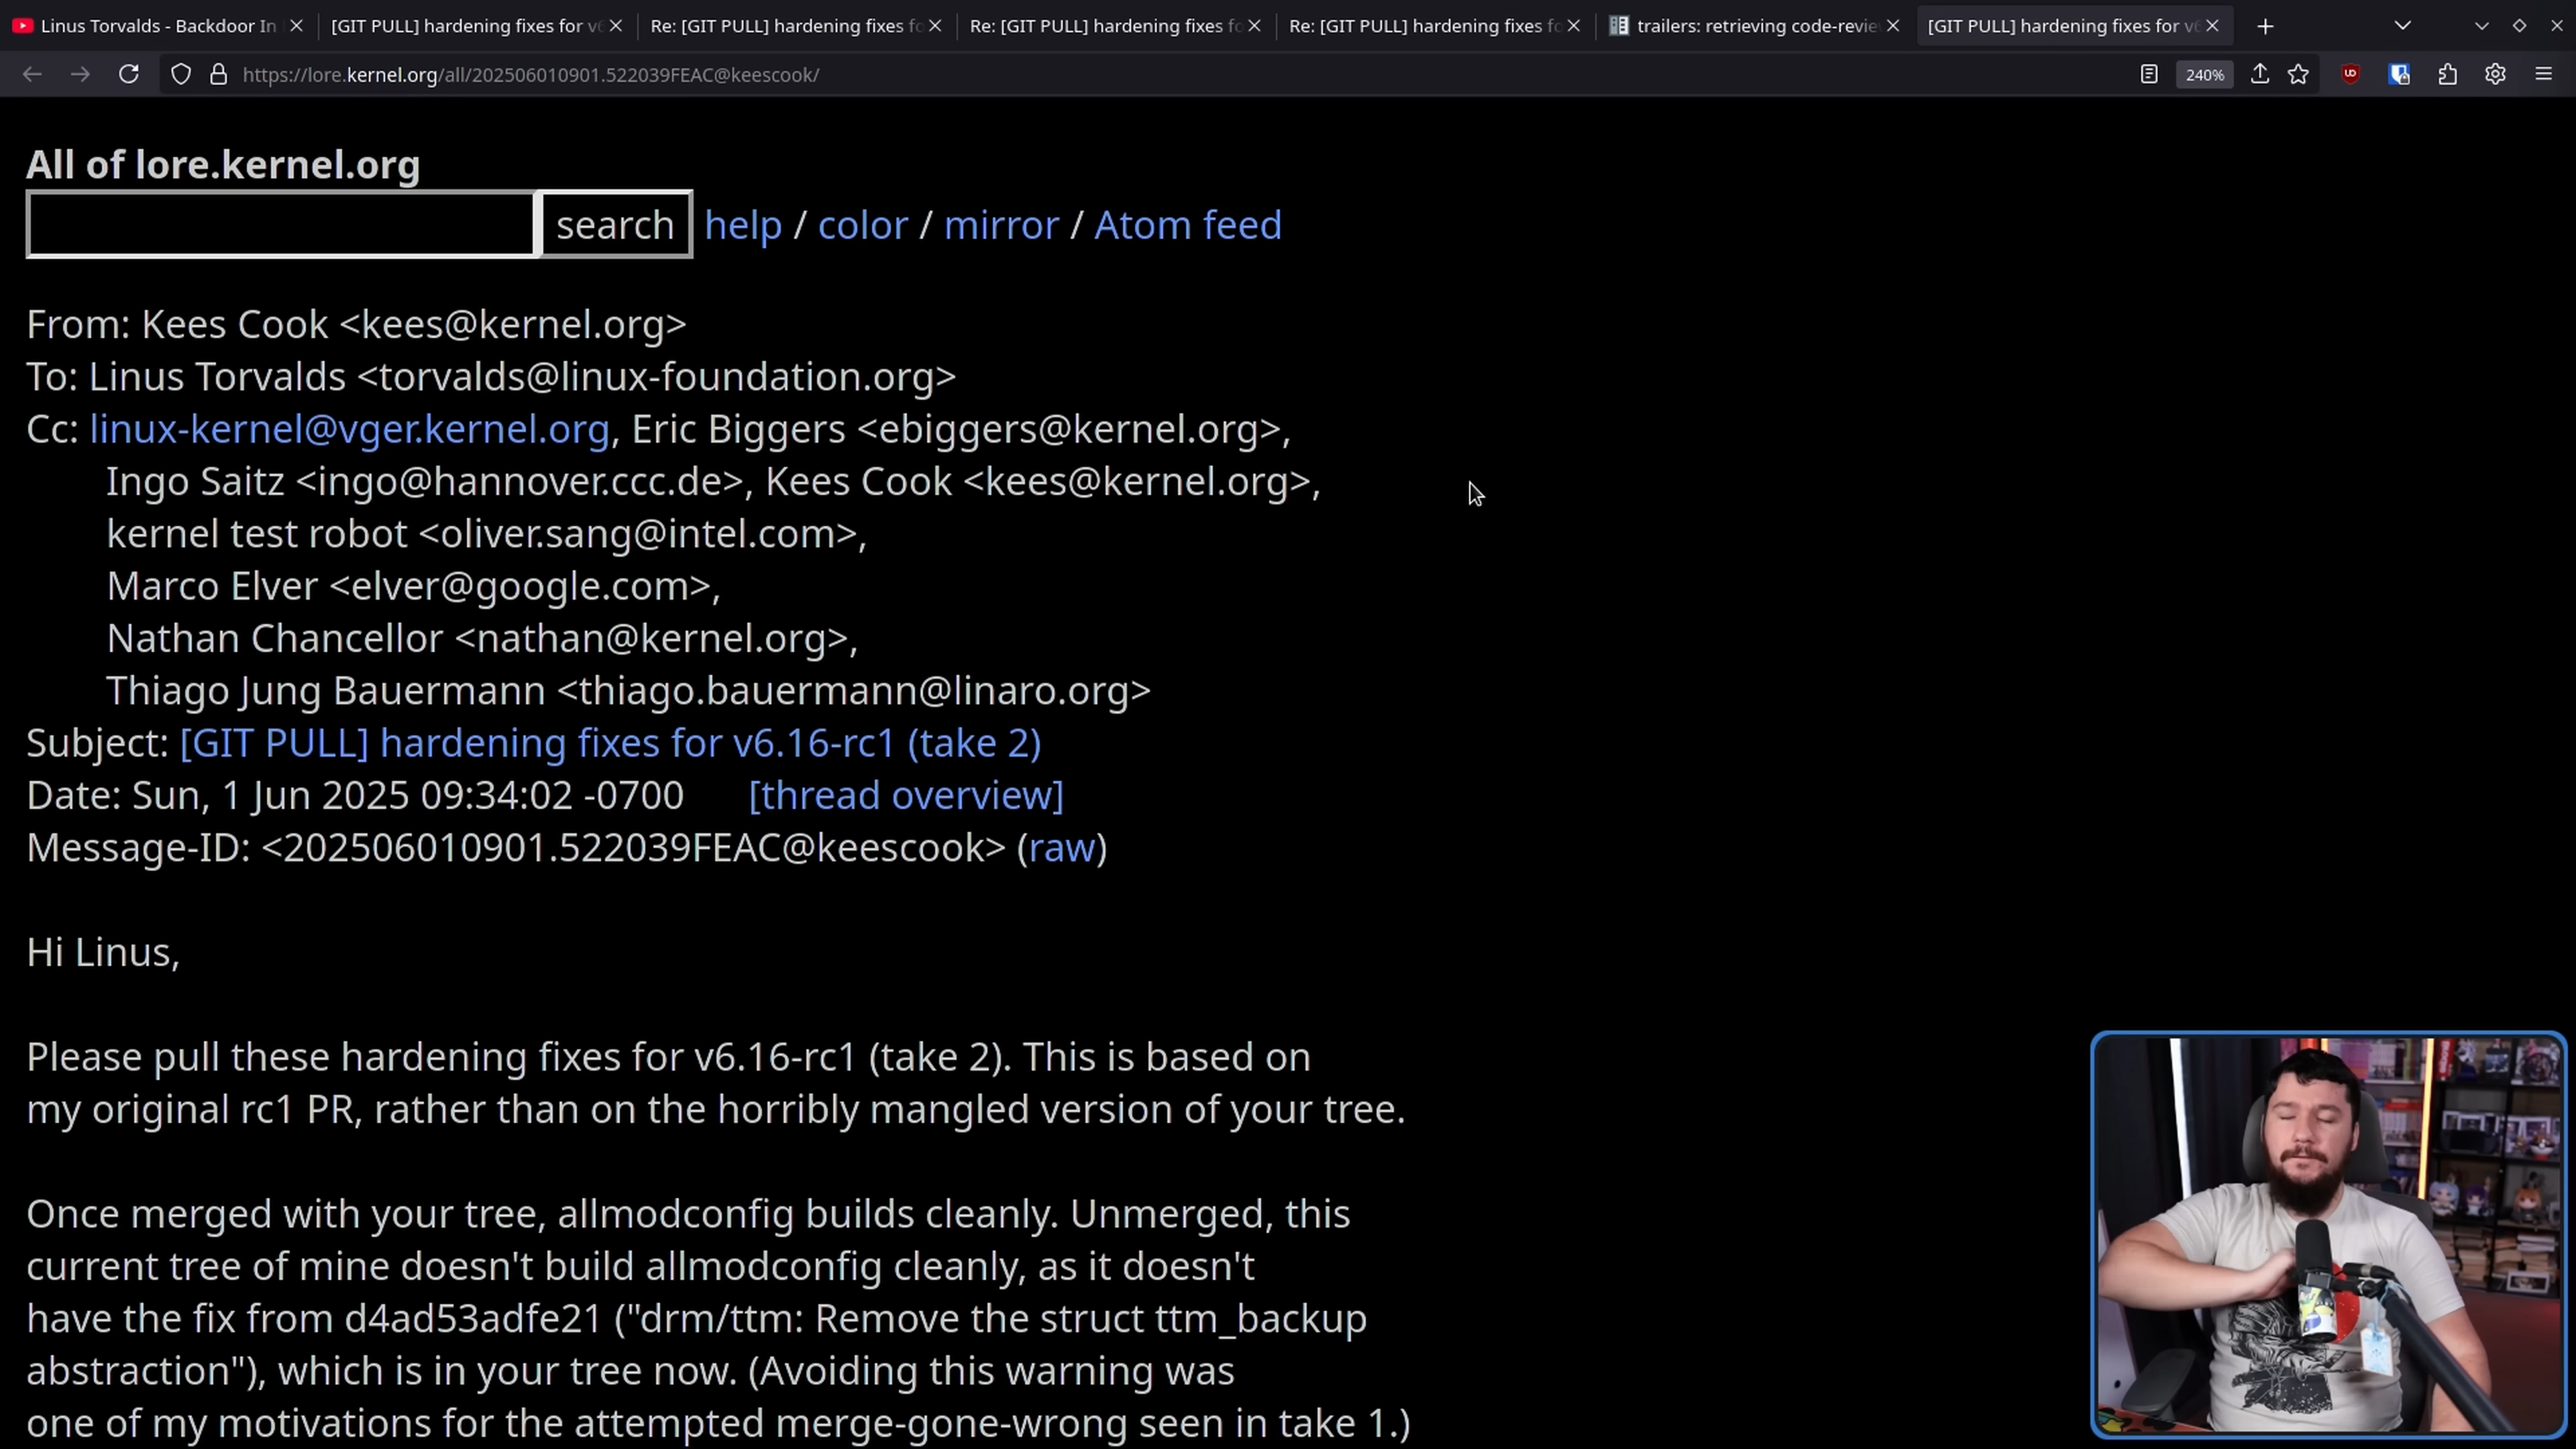 Linus Torvalds - Backdoor In
[GIT PULL] hardening fixes for v6
Re: [GIT PULL] hardening fixes fo
Re: [GIT PULL] hardening fixes fo
Re: [GIT PULL] hardening fixes fo
trailers: retrieving code-revie
[GIT PULL] hardening fixes for v6
https://lore.kernel.org/all/202506010901.522039FEAC@keescook/
240%
All of lore.kernel.org
search help / color / mirror / Atom feed
From: Kees Cook <kees@kernel.org>
To: Linus Torvalds <torvalds@linux-foundation.org>
Cc: linux-kernel@vger.kernel.org, Eric Biggers <ebiggers@kernel.org>,
Ingo Saitz <ingo@hannover.ccc.de>, Kees Cook <kees@kernel.org>,
kernel test robot <oliver.sang@intel.com>,
Marco Elver <elver@google.com>,
Nathan Chancellor <nathan@kernel.org>,
Thiago Jung Bauermann <thiago.bauermann@linaro.org>
Subject: [GIT PULL] hardening fixes for v6.16-rc1 (take 2)
Date: Sun, 1 Jun 2025 09:34:02 -0700 [thread overview]
Message-ID: <202506010901.522039FEAC@keescook> (raw)
Hi Linus,
Please pull these hardening fixes for v6.16-rc1 (take 2). This is based on
my original rc1 PR, rather than on the horribly mangled version of your tree.
Once merged with your tree, allmodconfig builds cleanly. Unmerged, this
current tree of mine doesn't build allmodconfig cleanly, as it doesn't
have the fix from d4ad53adfe21 ("drm/ttm: Remove the struct ttm_backup
abstraction"), which is in your tree now. (Avoiding this warning was
one of my motivations for the attempted merge-gone-wrong seen in take 1.)